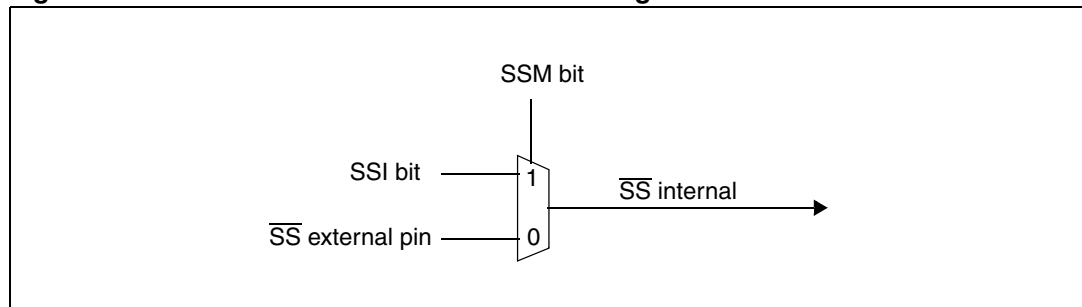 SSM bit
SSI bit
1
SS internal
SS external pin
0